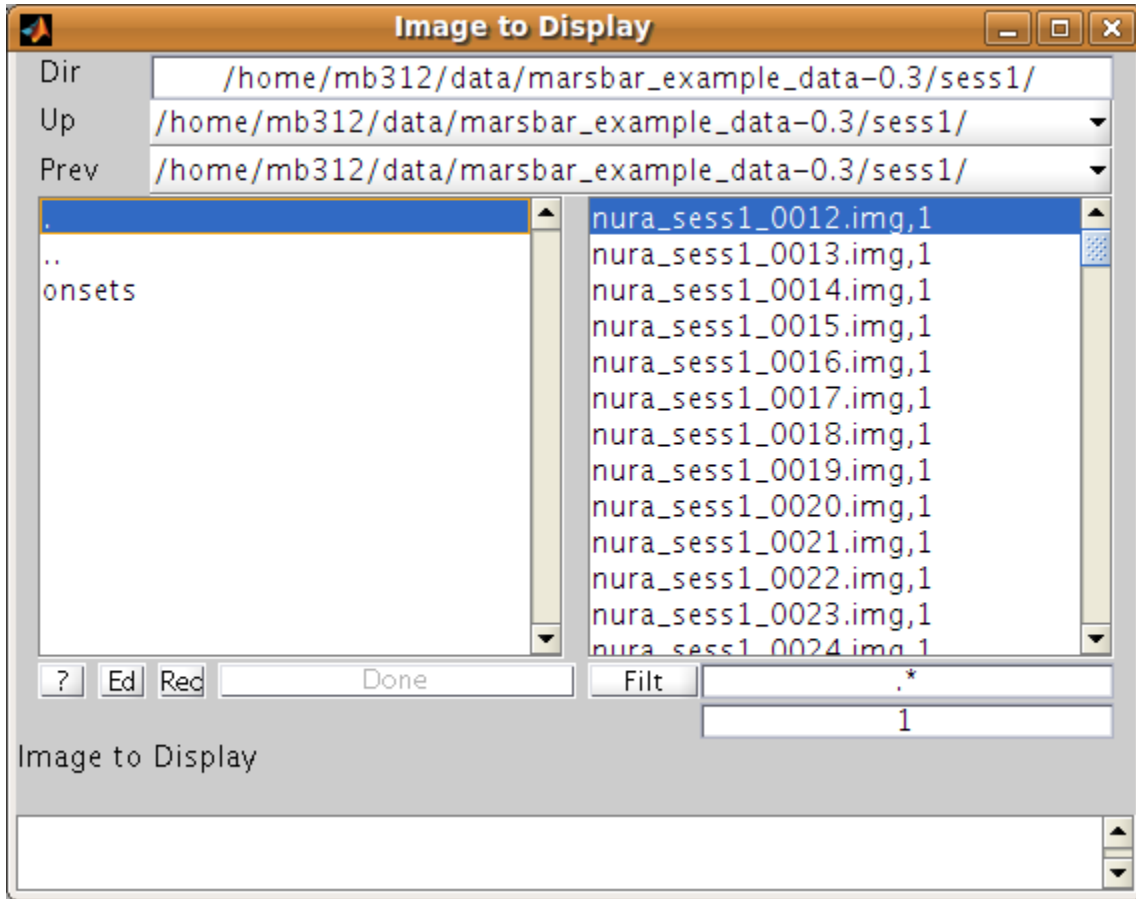 Image to Display
Dir /home/mb312/data/marsbar_example_data-0.3/sess1/
Up /home/mb312/data/marsbar_example_data-0.3/sess1/
Prev /home/mb312/data/marsbar_example_data-0.3/sess1/
.
..
onsets
nura_sess1_0012.img,1
nura_sess1_0013.img,1
nura_sess1_0014.img,1
nura_sess1_0015.img,1
nura_sess1_0016.img,1
nura_sess1_0017.img,1
nura_sess1_0018.img,1
nura_sess1_0019.img,1
nura_sess1_0020.img,1
nura_sess1_0021.img,1
nura_sess1_0022.img,1
nura_sess1_0023.img,1
nura_sess1_0024.img,1
? Ed Rec Done Filt .*
1
Image to Display